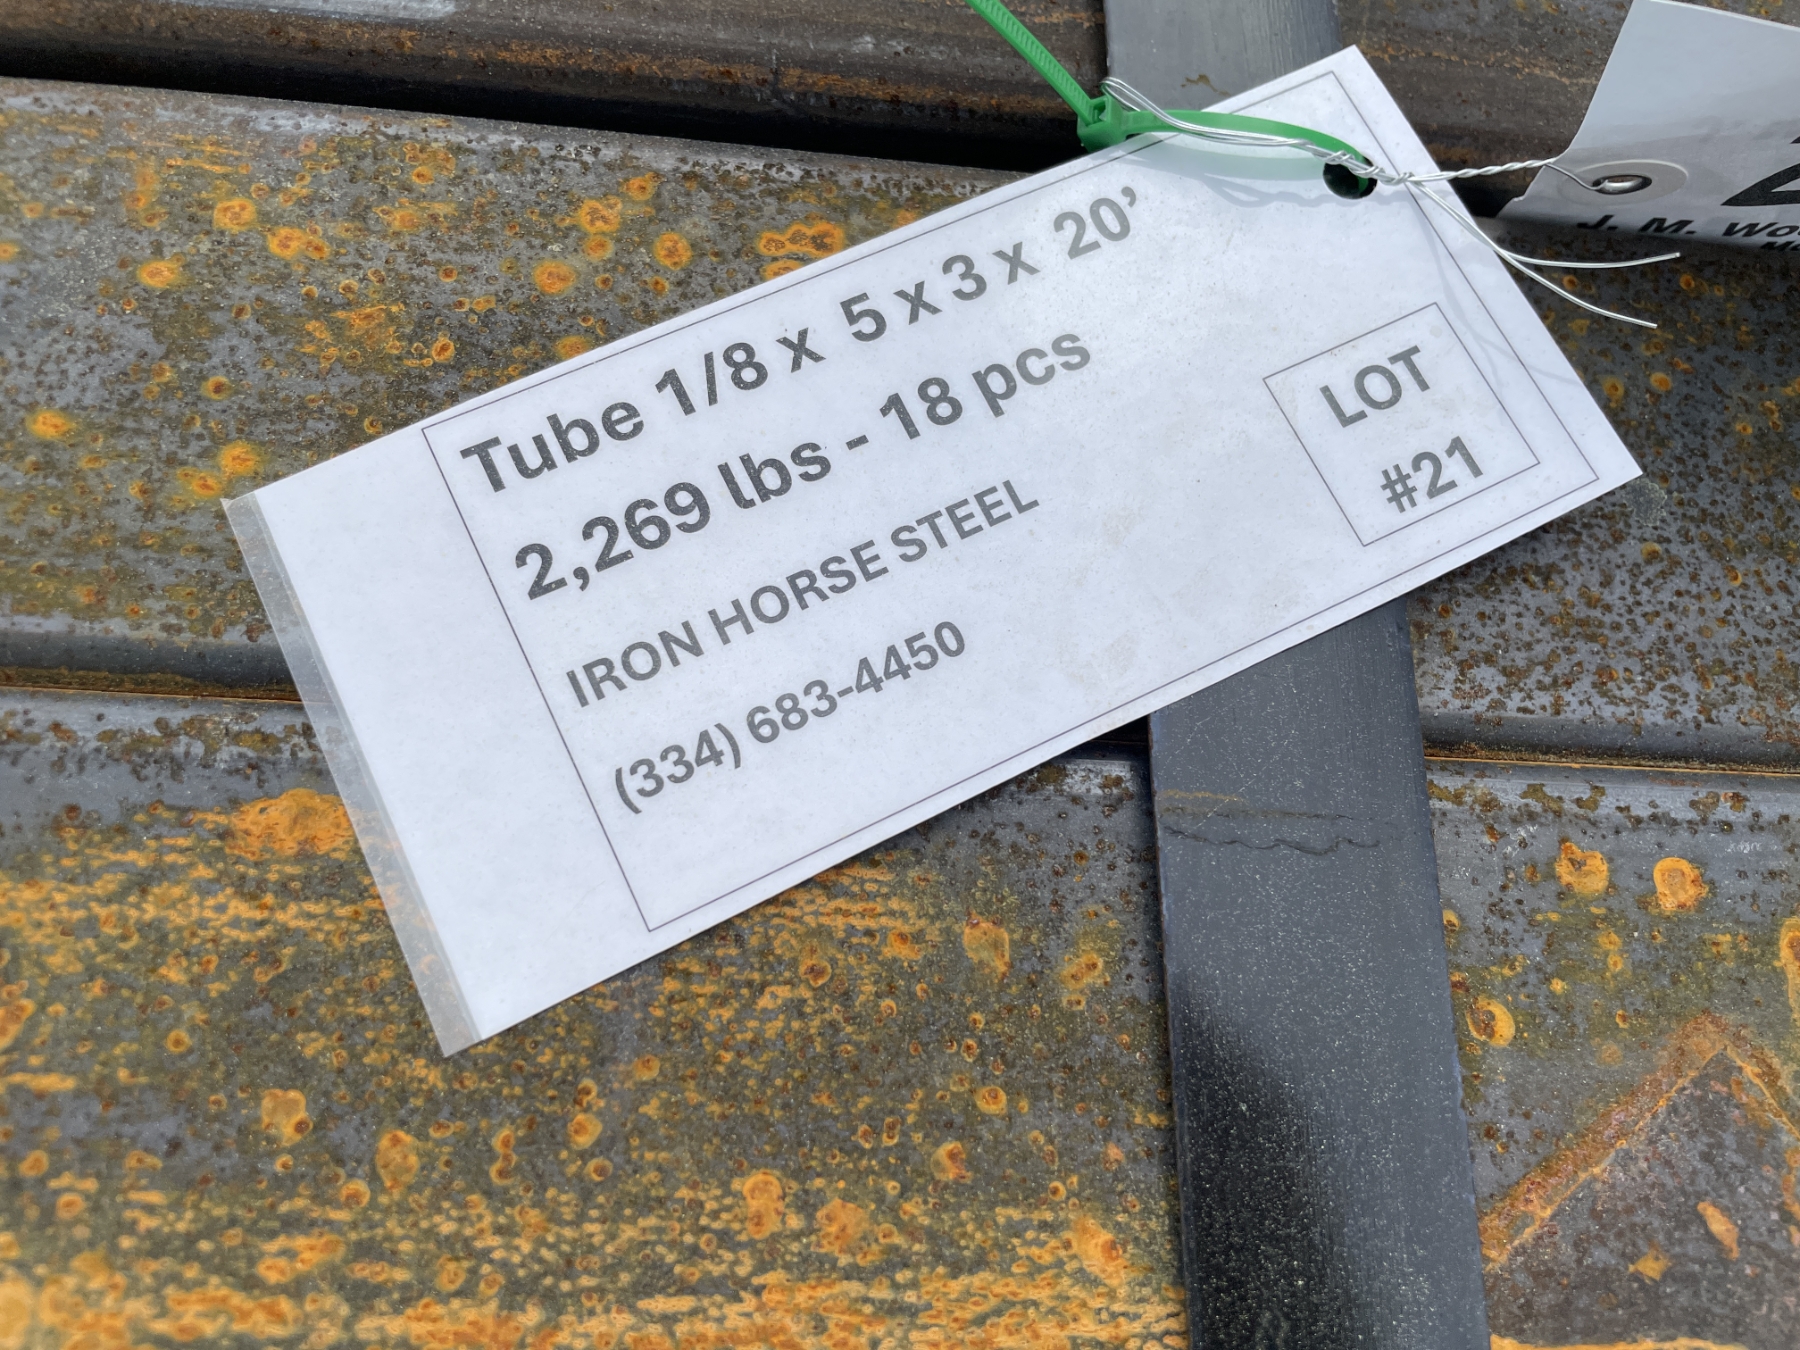 Tube 1/8 x 5 x 3 x 20’
2,269 lbs - 18 pcs
IRON HORSE STEEL
(334) 683-4450
LOT
#21
J. M.